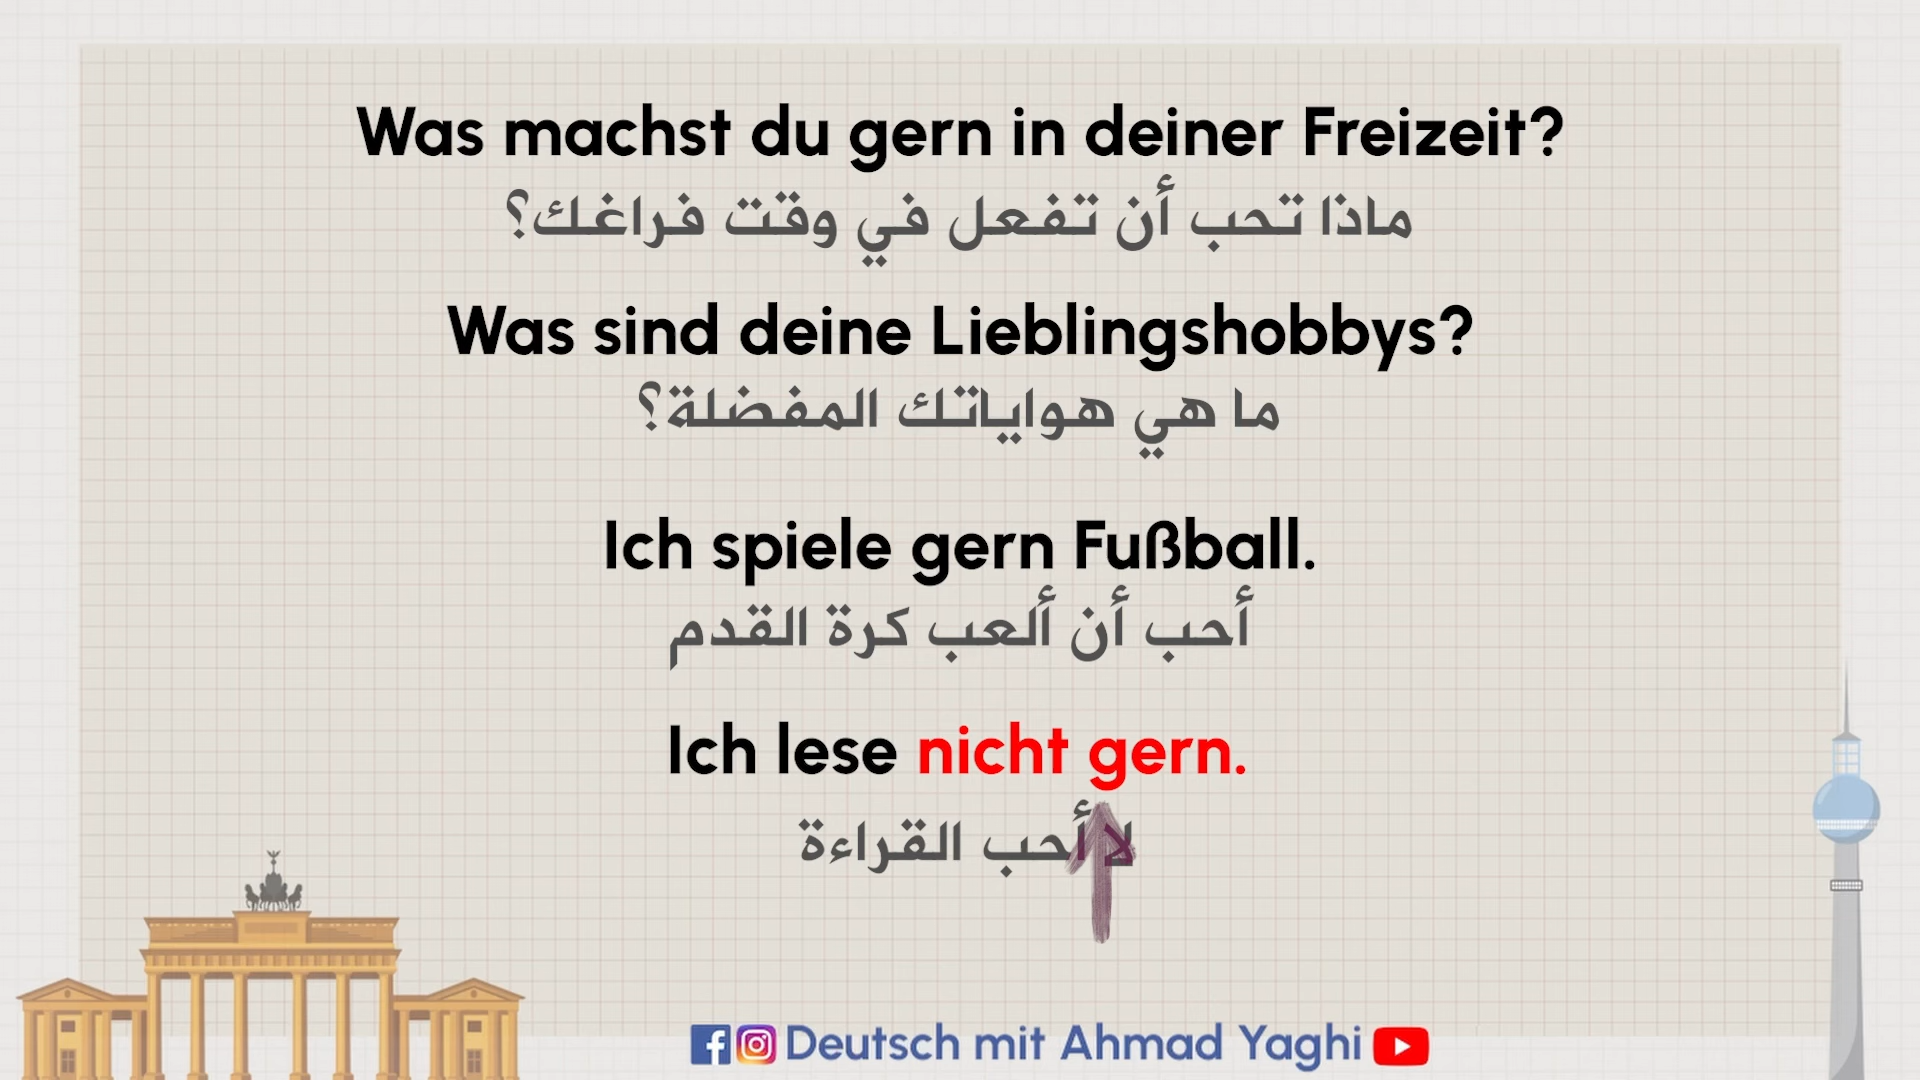 Was machst du gern in deiner Freizeit?
ماذا تحب أن تفعل في وقت فراغك؟
Was sind deine Lieblingshobbys?
ما هي هواياتك المفضلة؟
Ich spiele gern Fußball.
أحب أن ألعب كرة القدم
Ich lese nicht gern.
لا أحب القراءة
Deutsch mit Ahmad Yaghi